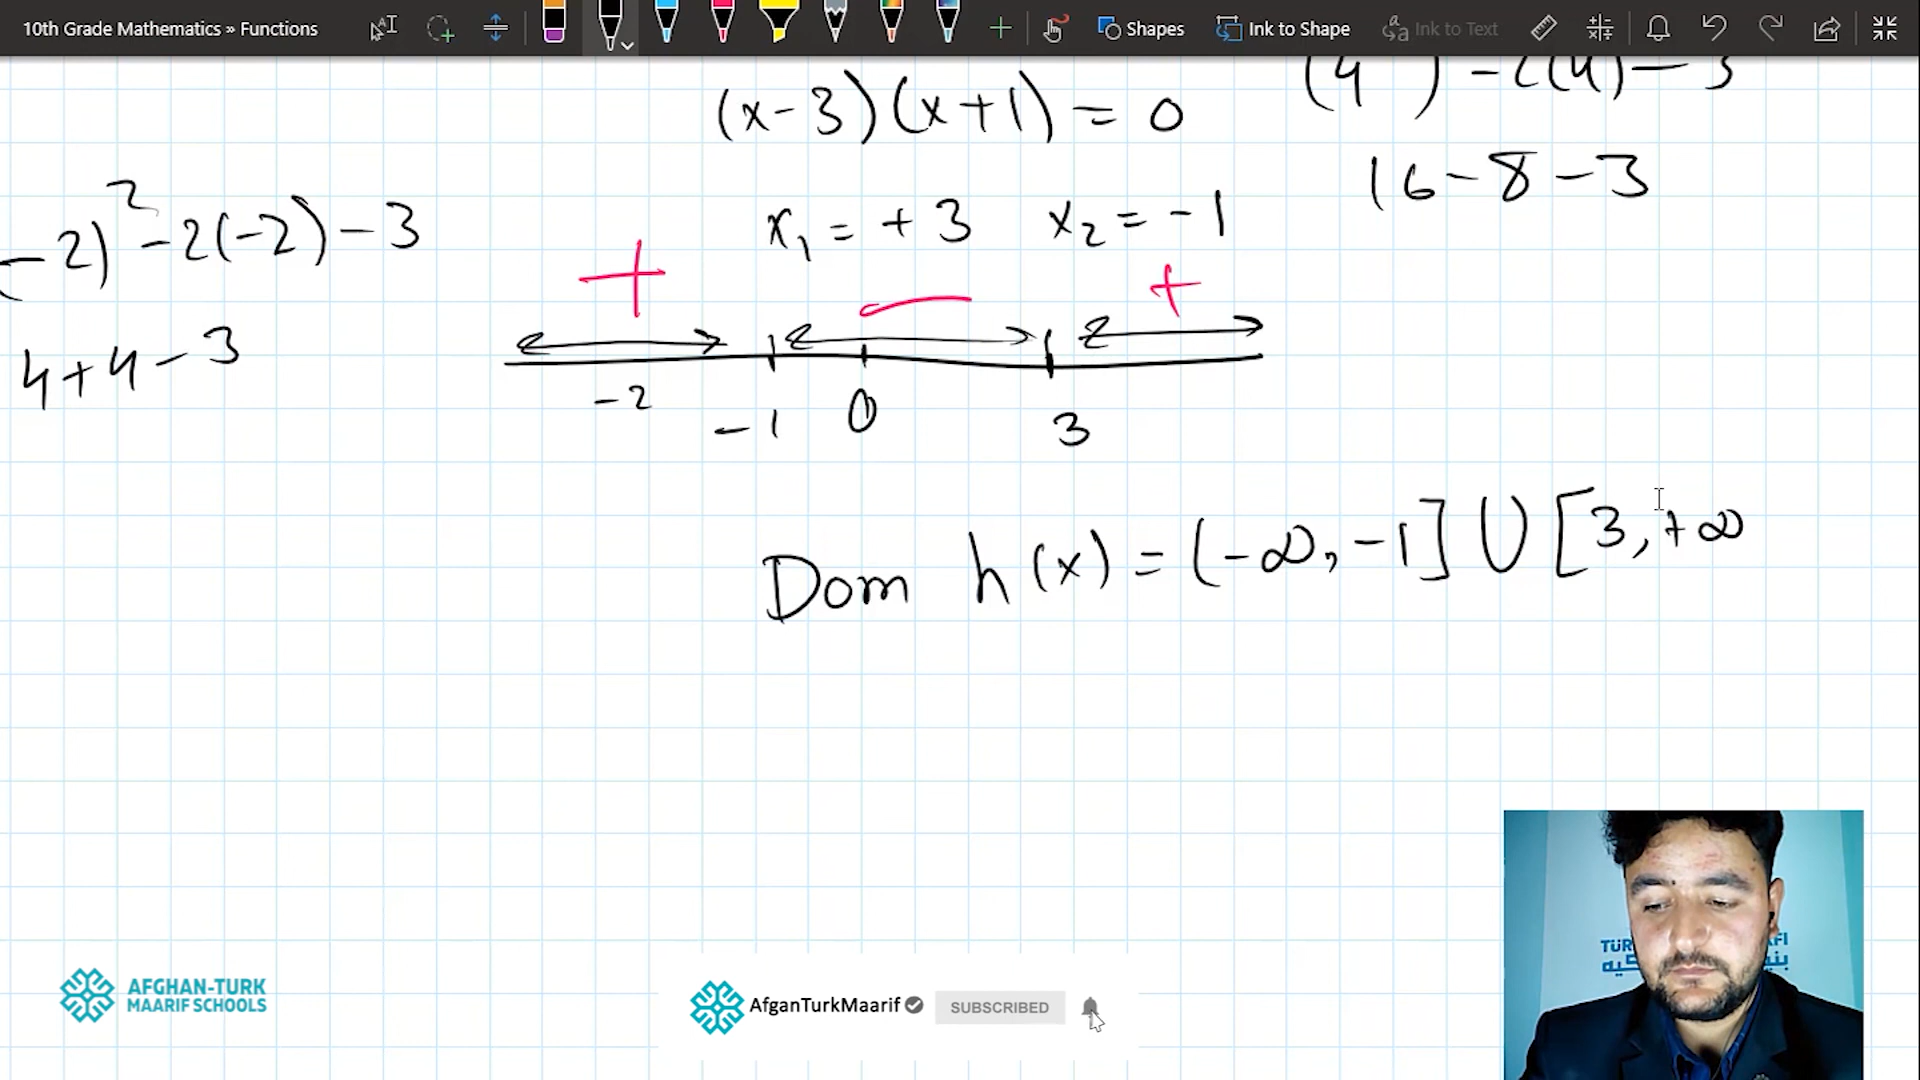 10th Grade Mathematics » Functions
Shapes
Ink to Shape
Ink to Text
(x-3)(x+1) = 0
16-8-3
-2)² -2(-2) -3
x₁ = +3 x₂ = -1
+ − +
4+4-3
-2 -1 0 3
Dom h(x) = (-∞, -1] ∪ [3, +∞
AFGHAN-TURK
MAARIF SCHOOLS
AfganTurkMaarif
SUBSCRIBED